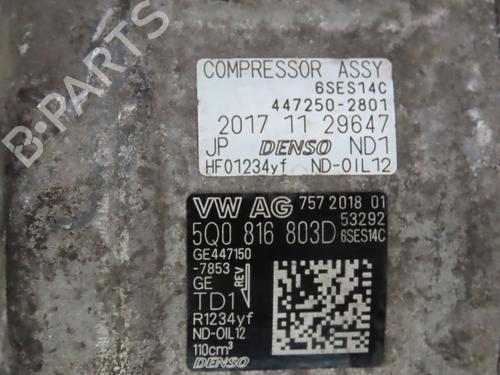 COMPRESSOR ASSY
6SES14C
447250-2801
2017 11 29647
JP DENSO ND1
HF01234yf ND-OIL12
VW AG 757 2018 01
53292
5Q0 816 803D 6SES14C
GE447150
-7853
GE
TD1 REV
R1234yf
ND-OIL12
110cm³
DENSO